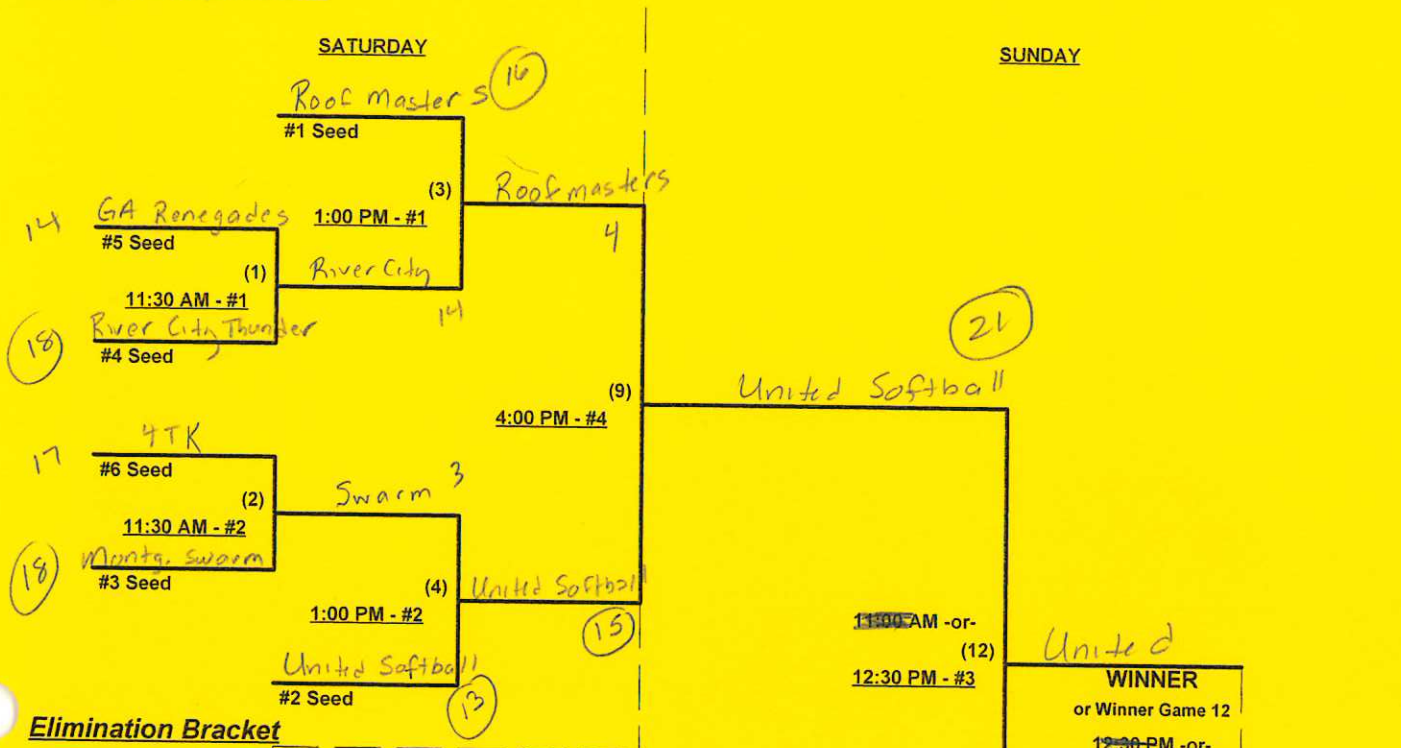 SATURDAY
SUNDAY
Roof masters 16
#1 Seed
(3)
1:00 PM - #1
Roofmasters
4
14 GA Renegades
#5 Seed
(1)
11:30 AM - #1
River City
14
18 River City Thunder
#4 Seed
(9)
4:00 PM - #4
United Softball
21
17 4TK
#6 Seed
(2)
11:30 AM - #2
Swarm 3
18 Montg. Swarm
#3 Seed
(4)
1:00 PM - #2
United Softball
15
United Softball
#2 Seed
13
11:00 AM -or-
(12)
12:30 PM - #3
United
WINNER
or Winner Game 12
12:30 PM -or-
Elimination Bracket